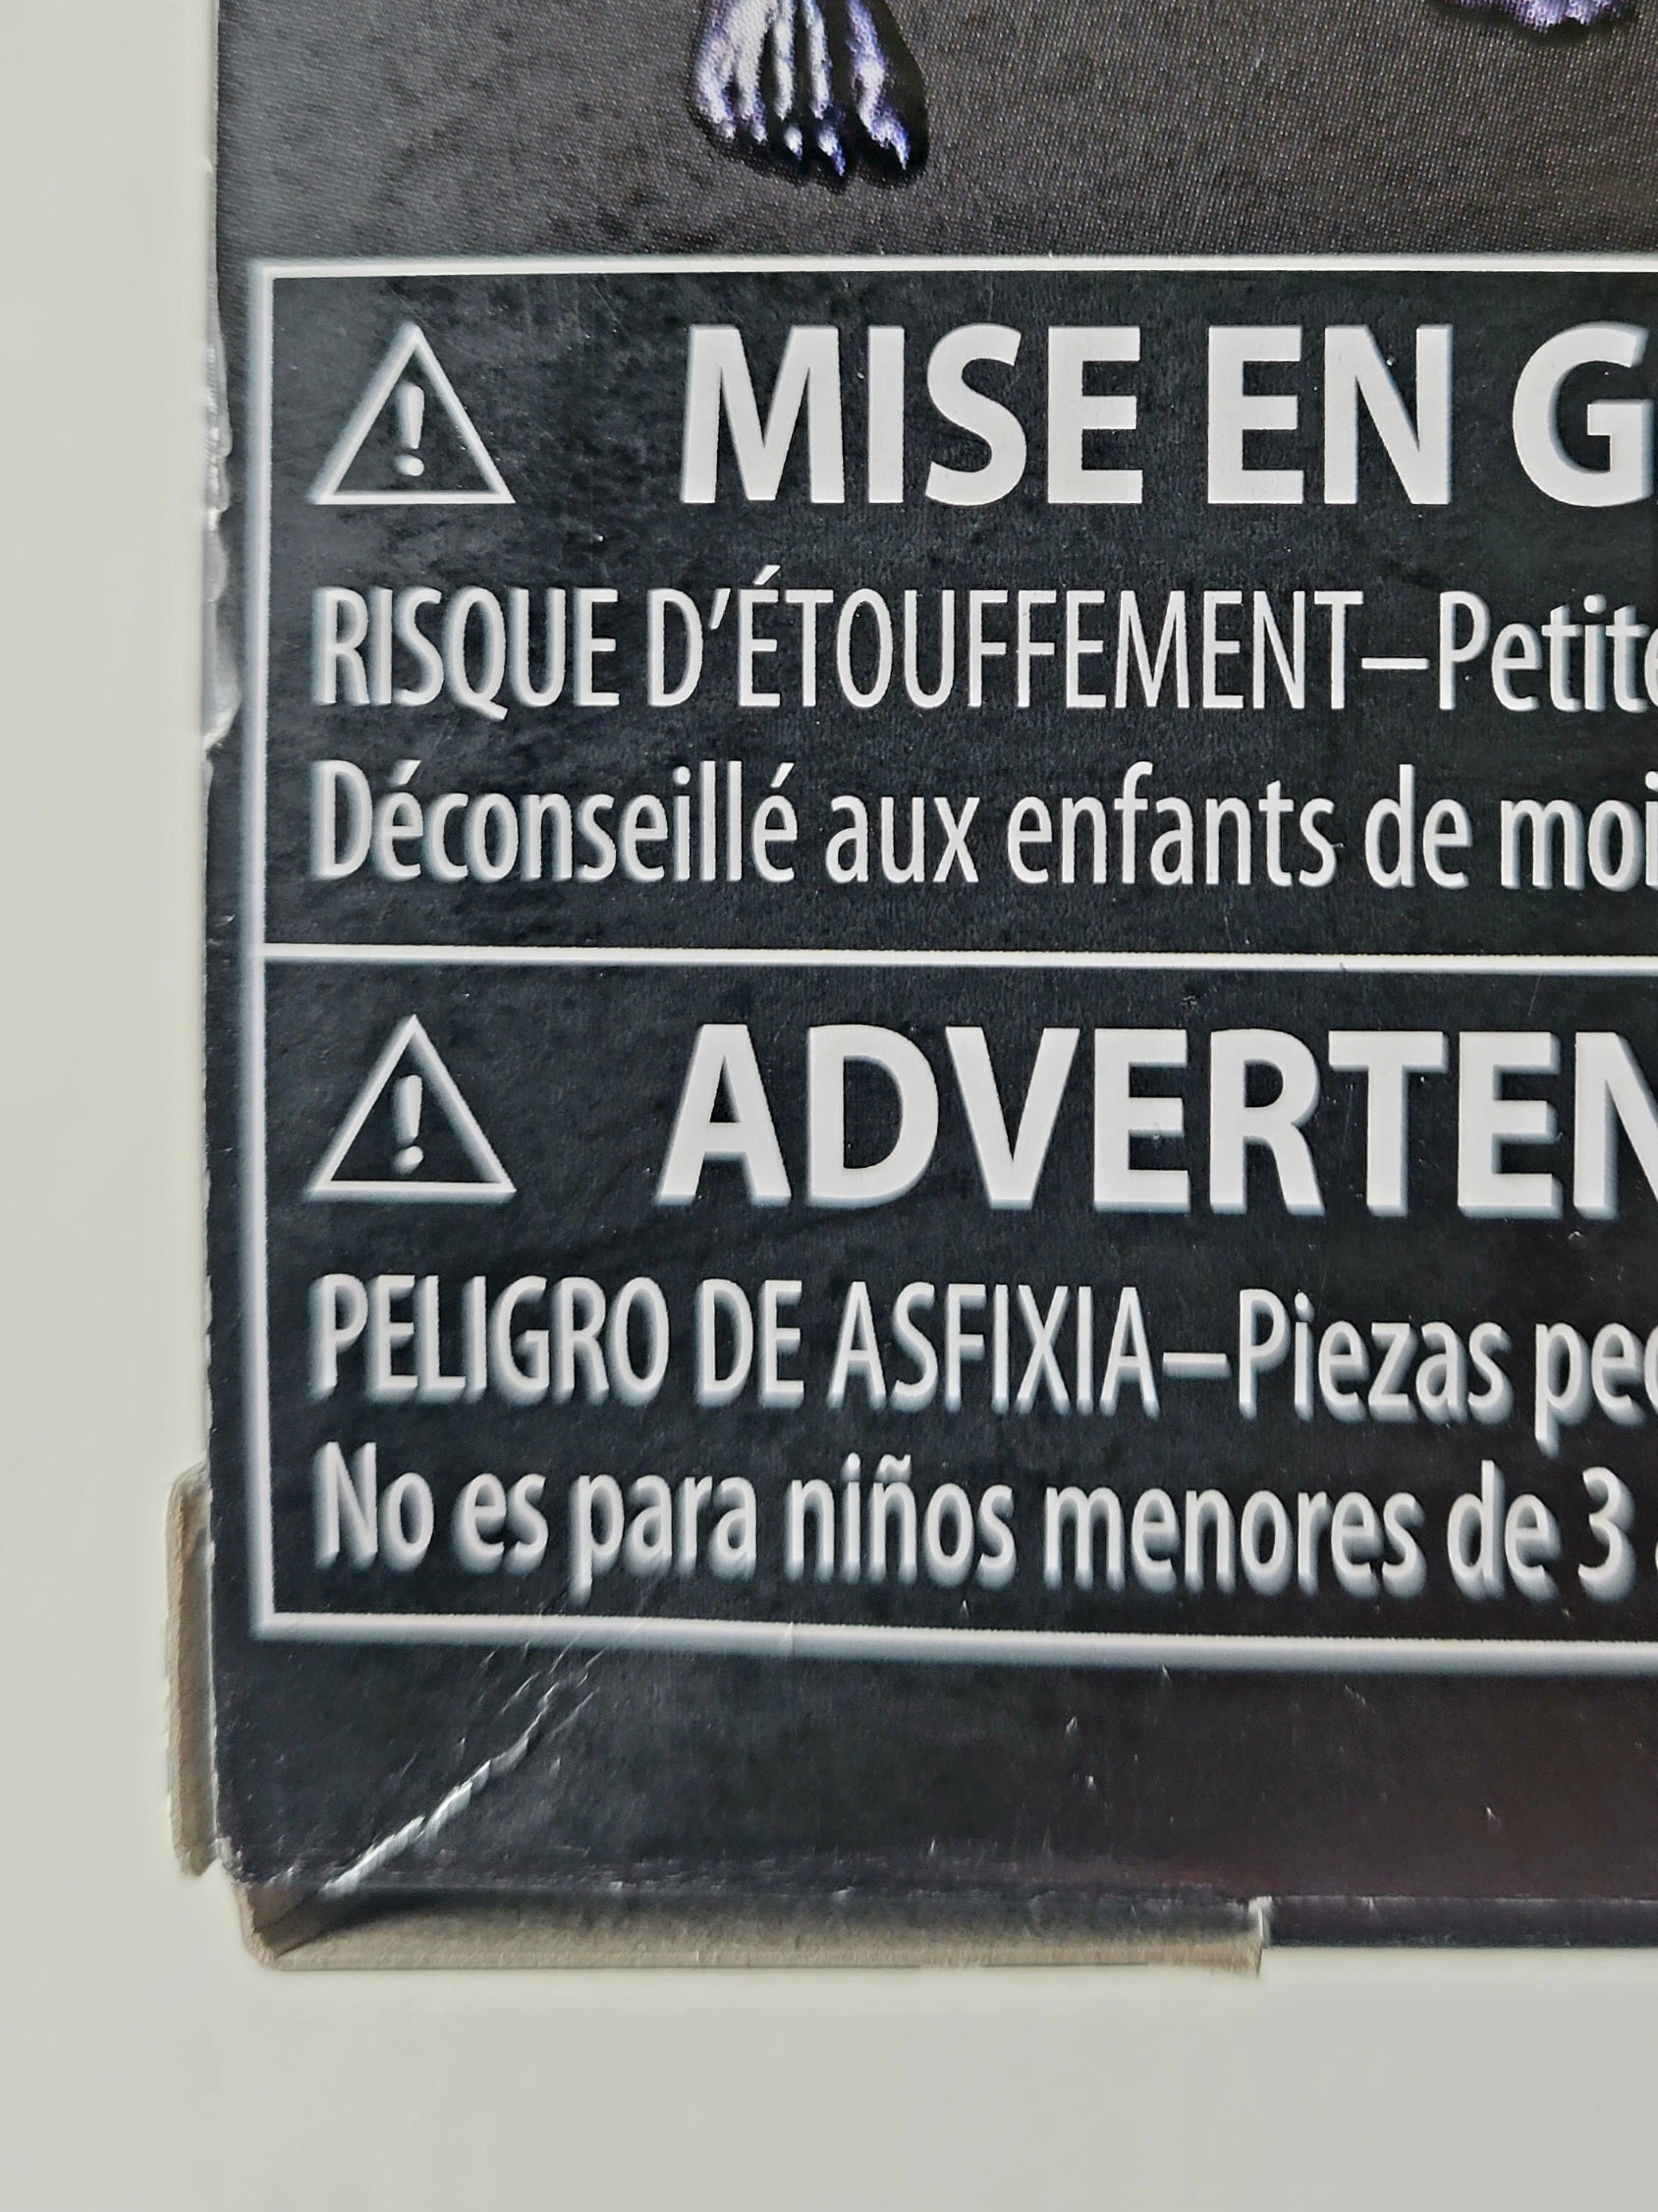 MISE EN G
RISQUE D'ÉTOUFFEMENT–Petite
Déconseillé aux enfants de moi
ADVERTEN
PELIGRO DE ASFIXIA–Piezas peq
No es para niños menores de 3